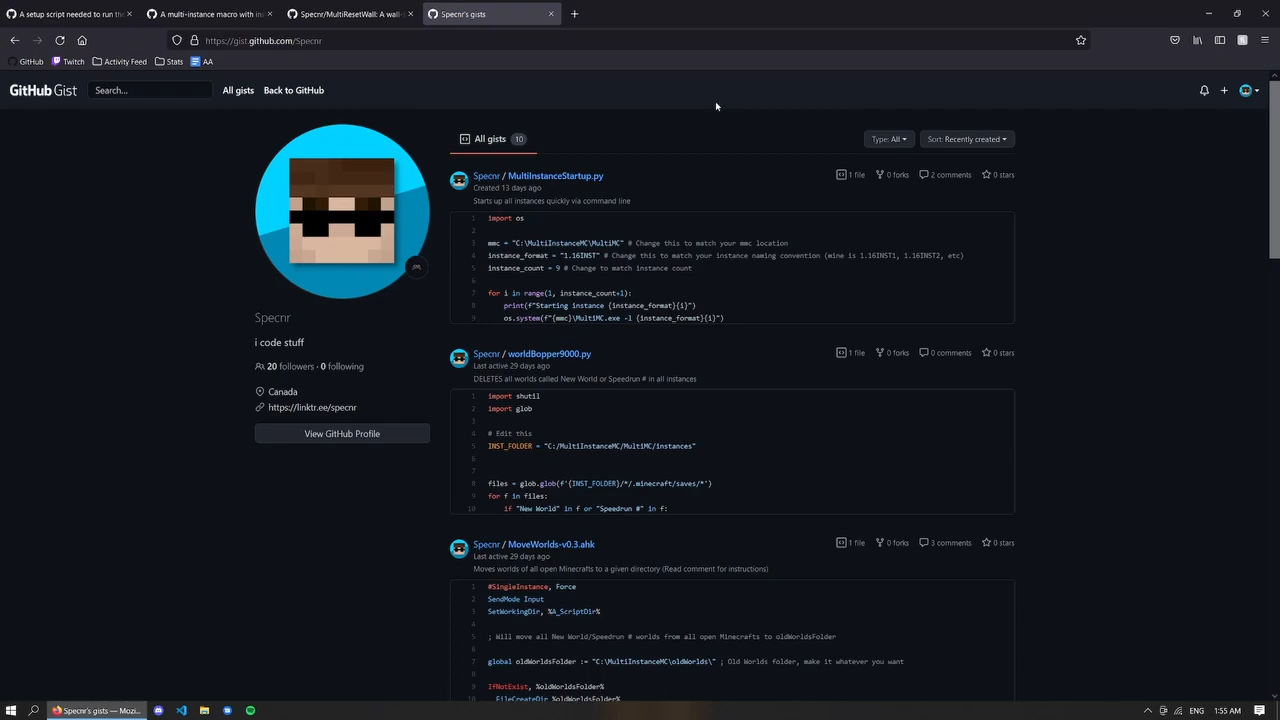 A setup script needed to run the
A multi-instance macro with ins
Specnr/MultiResetWall: A wall-s
Specnr's gists
https://gist.github.com/Specnr
GitHub
Twitch
Activity Feed
Stats
AA
GitHub Gist
Search...
All gists
Back to GitHub
All gists 10
Type: All
Sort: Recently created
Specnr
i code stuff
20 followers · 0 following
Canada
https://linktr.ee/specnr
View GitHub Profile
Specnr / MultiInstanceStartup.py
1 file
0 forks
2 comments
0 stars
Created 13 days ago
Starts up all instances quickly via command line
1 import os
2
3 mmc = "C:\MultiInstanceMC\MultiMC" # Change this to match your mmc location
4 instance_format = "1.16INST" # Change this to match your instance naming convention (mine is 1.16INST1, 1.16INST2, etc)
5 instance_count = 9 # Change to match instance count
6
7 for i in range(1, instance_count+1):
8 print(f"Starting instance {instance_format}{i}")
9 os.system(f"{mmc}\MultiMC.exe -l {instance_format}{i}")
Specnr / worldBopper9000.py
1 file
0 forks
0 comments
0 stars
Last active 29 days ago
DELETES all worlds called New World or Speedrun # in all instances
1 import shutil
2 import glob
3
4 # Edit this
5 INST_FOLDER = "C:/MultiInstanceMC/MultiMC/instances"
6
7
8 files = glob.glob(f'{INST_FOLDER}/*/.minecraft/saves/*')
9 for f in files:
10 if "New World" in f or "Speedrun #" in f:
Specnr / MoveWorlds-v0.3.ahk
1 file
0 forks
3 comments
0 stars
Last active 29 days ago
Moves worlds of all open Minecrafts to a given directory (Read comment for instructions)
1 #SingleInstance, Force
2 SendMode Input
3 SetWorkingDir, %A_ScriptDir%
4
5 ; Will move all New World/Speedrun # worlds from all open Minecrafts to oldWorldsFolder
6
7 global oldWorldsFolder := "C:\MultiInstanceMC\oldWorlds\" ; Old Worlds folder, make it whatever you want
8
9 IfNotExist, %oldWorldsFolder%
10 FileCreateDir %oldWorldsFolder%
Specnr's gists — Mozi...
ENG
1:55 AM